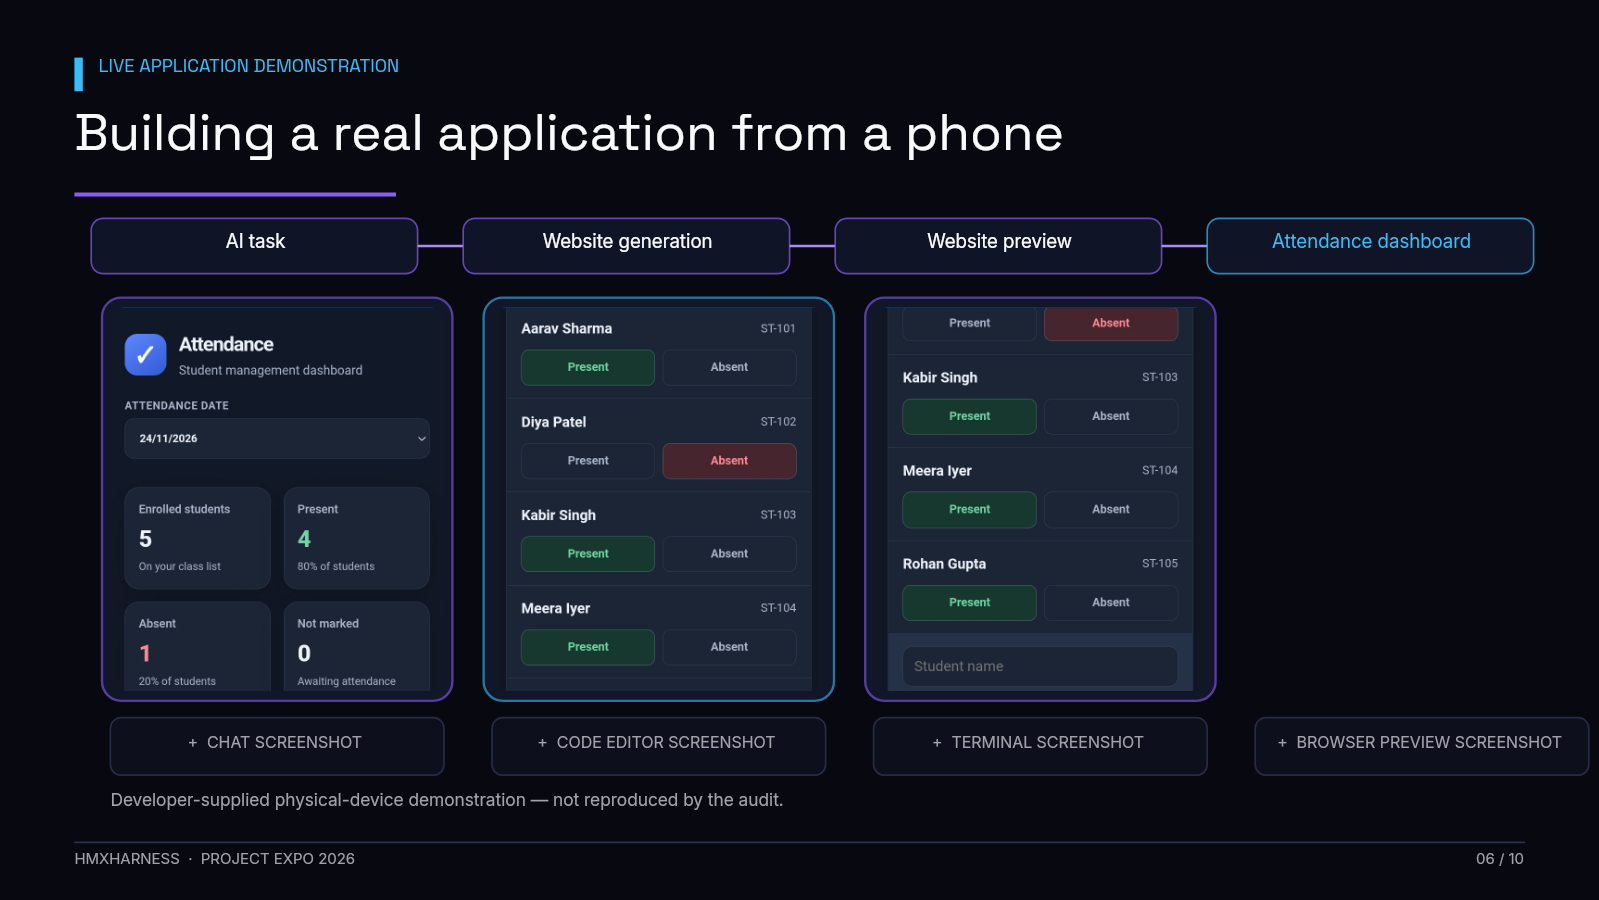 LIVE APPLICATION DEMONSTRATION
Building a real application from a phone
AI task
Website generation
Website preview
Attendance dashboard
✓
Attendance
Student management dashboard
ATTENDANCE DATE
24/11/2026
Enrolled students
5
On your class list
Present
4
80% of students
Absent
1
20% of students
Not marked
0
Awaiting attendance
Aarav Sharma ST-101
Present Absent
Diya Patel ST-102
Present Absent
Kabir Singh ST-103
Present Absent
Meera Iyer ST-104
Present Absent
Present Absent
Kabir Singh ST-103
Present Absent
Meera Iyer ST-104
Present Absent
Rohan Gupta ST-105
Present Absent
Student name
+ CHAT SCREENSHOT
+ CODE EDITOR SCREENSHOT
+ TERMINAL SCREENSHOT
+ BROWSER PREVIEW SCREENSHOT
Developer-supplied physical-device demonstration — not reproduced by the audit.
HMXHARNESS · PROJECT EXPO 2026
06 / 10